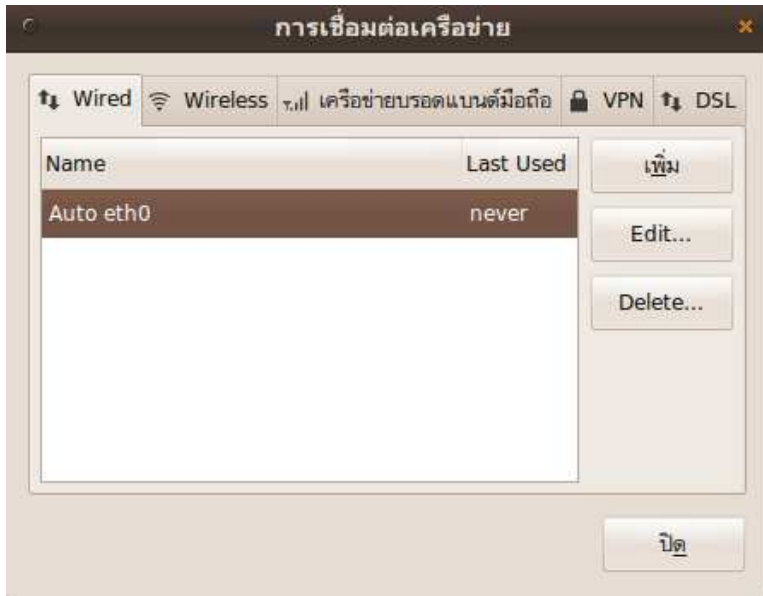 การเชื่อมต่อเครือข่าย
Wired Wireless เครือข่ายบรอดแบนด์มือถือ VPN DSL
Name Last Used เพิ่ม
Auto eth0 never Edit...
Delete...
ปิด